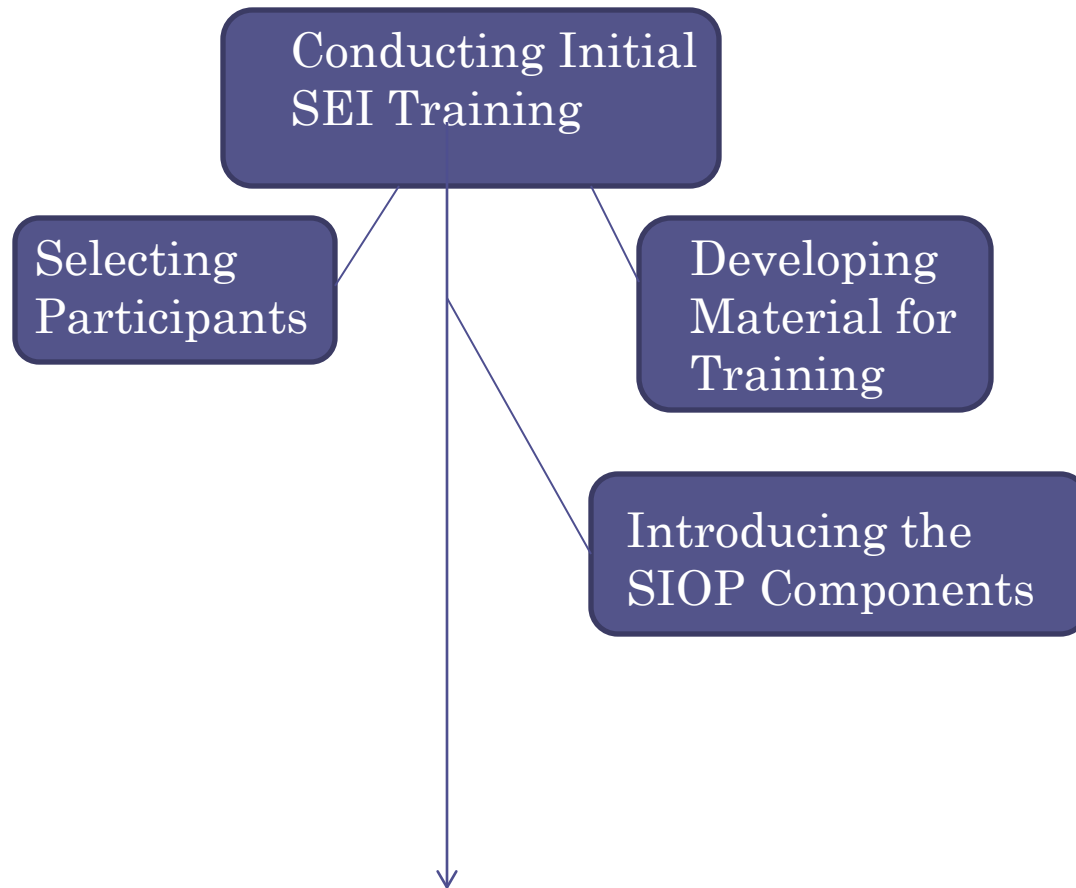 Conducting Initial
SEI Training
Selecting
Participants
Developing
Material for
Training
Introducing the
SIOP Components